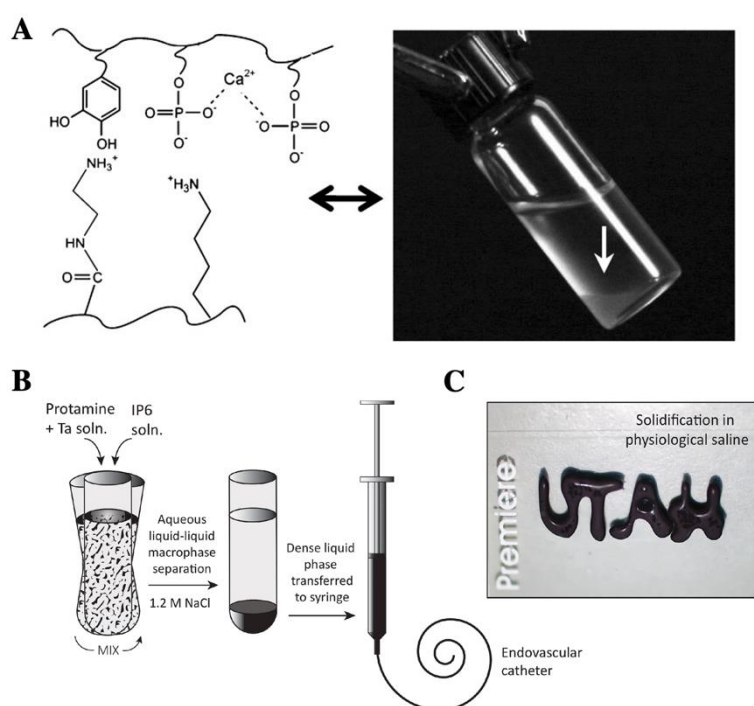 A
Ca²⁺
O
O
O=P–O
-O–P=O
HO
O⁻
O⁻
OH
NH₃⁺
⁺H₃N
HN
O=C
B
Protamine
+ Ta soln.
IP6
soln.
Aqueous
liquid-liquid
macrophase
separation
1.2 M NaCl
MIX
Dense liquid
phase
transferred
to syringe
Endovascular
catheter
C
Solidification in
physiological saline
Premiere
UTAH